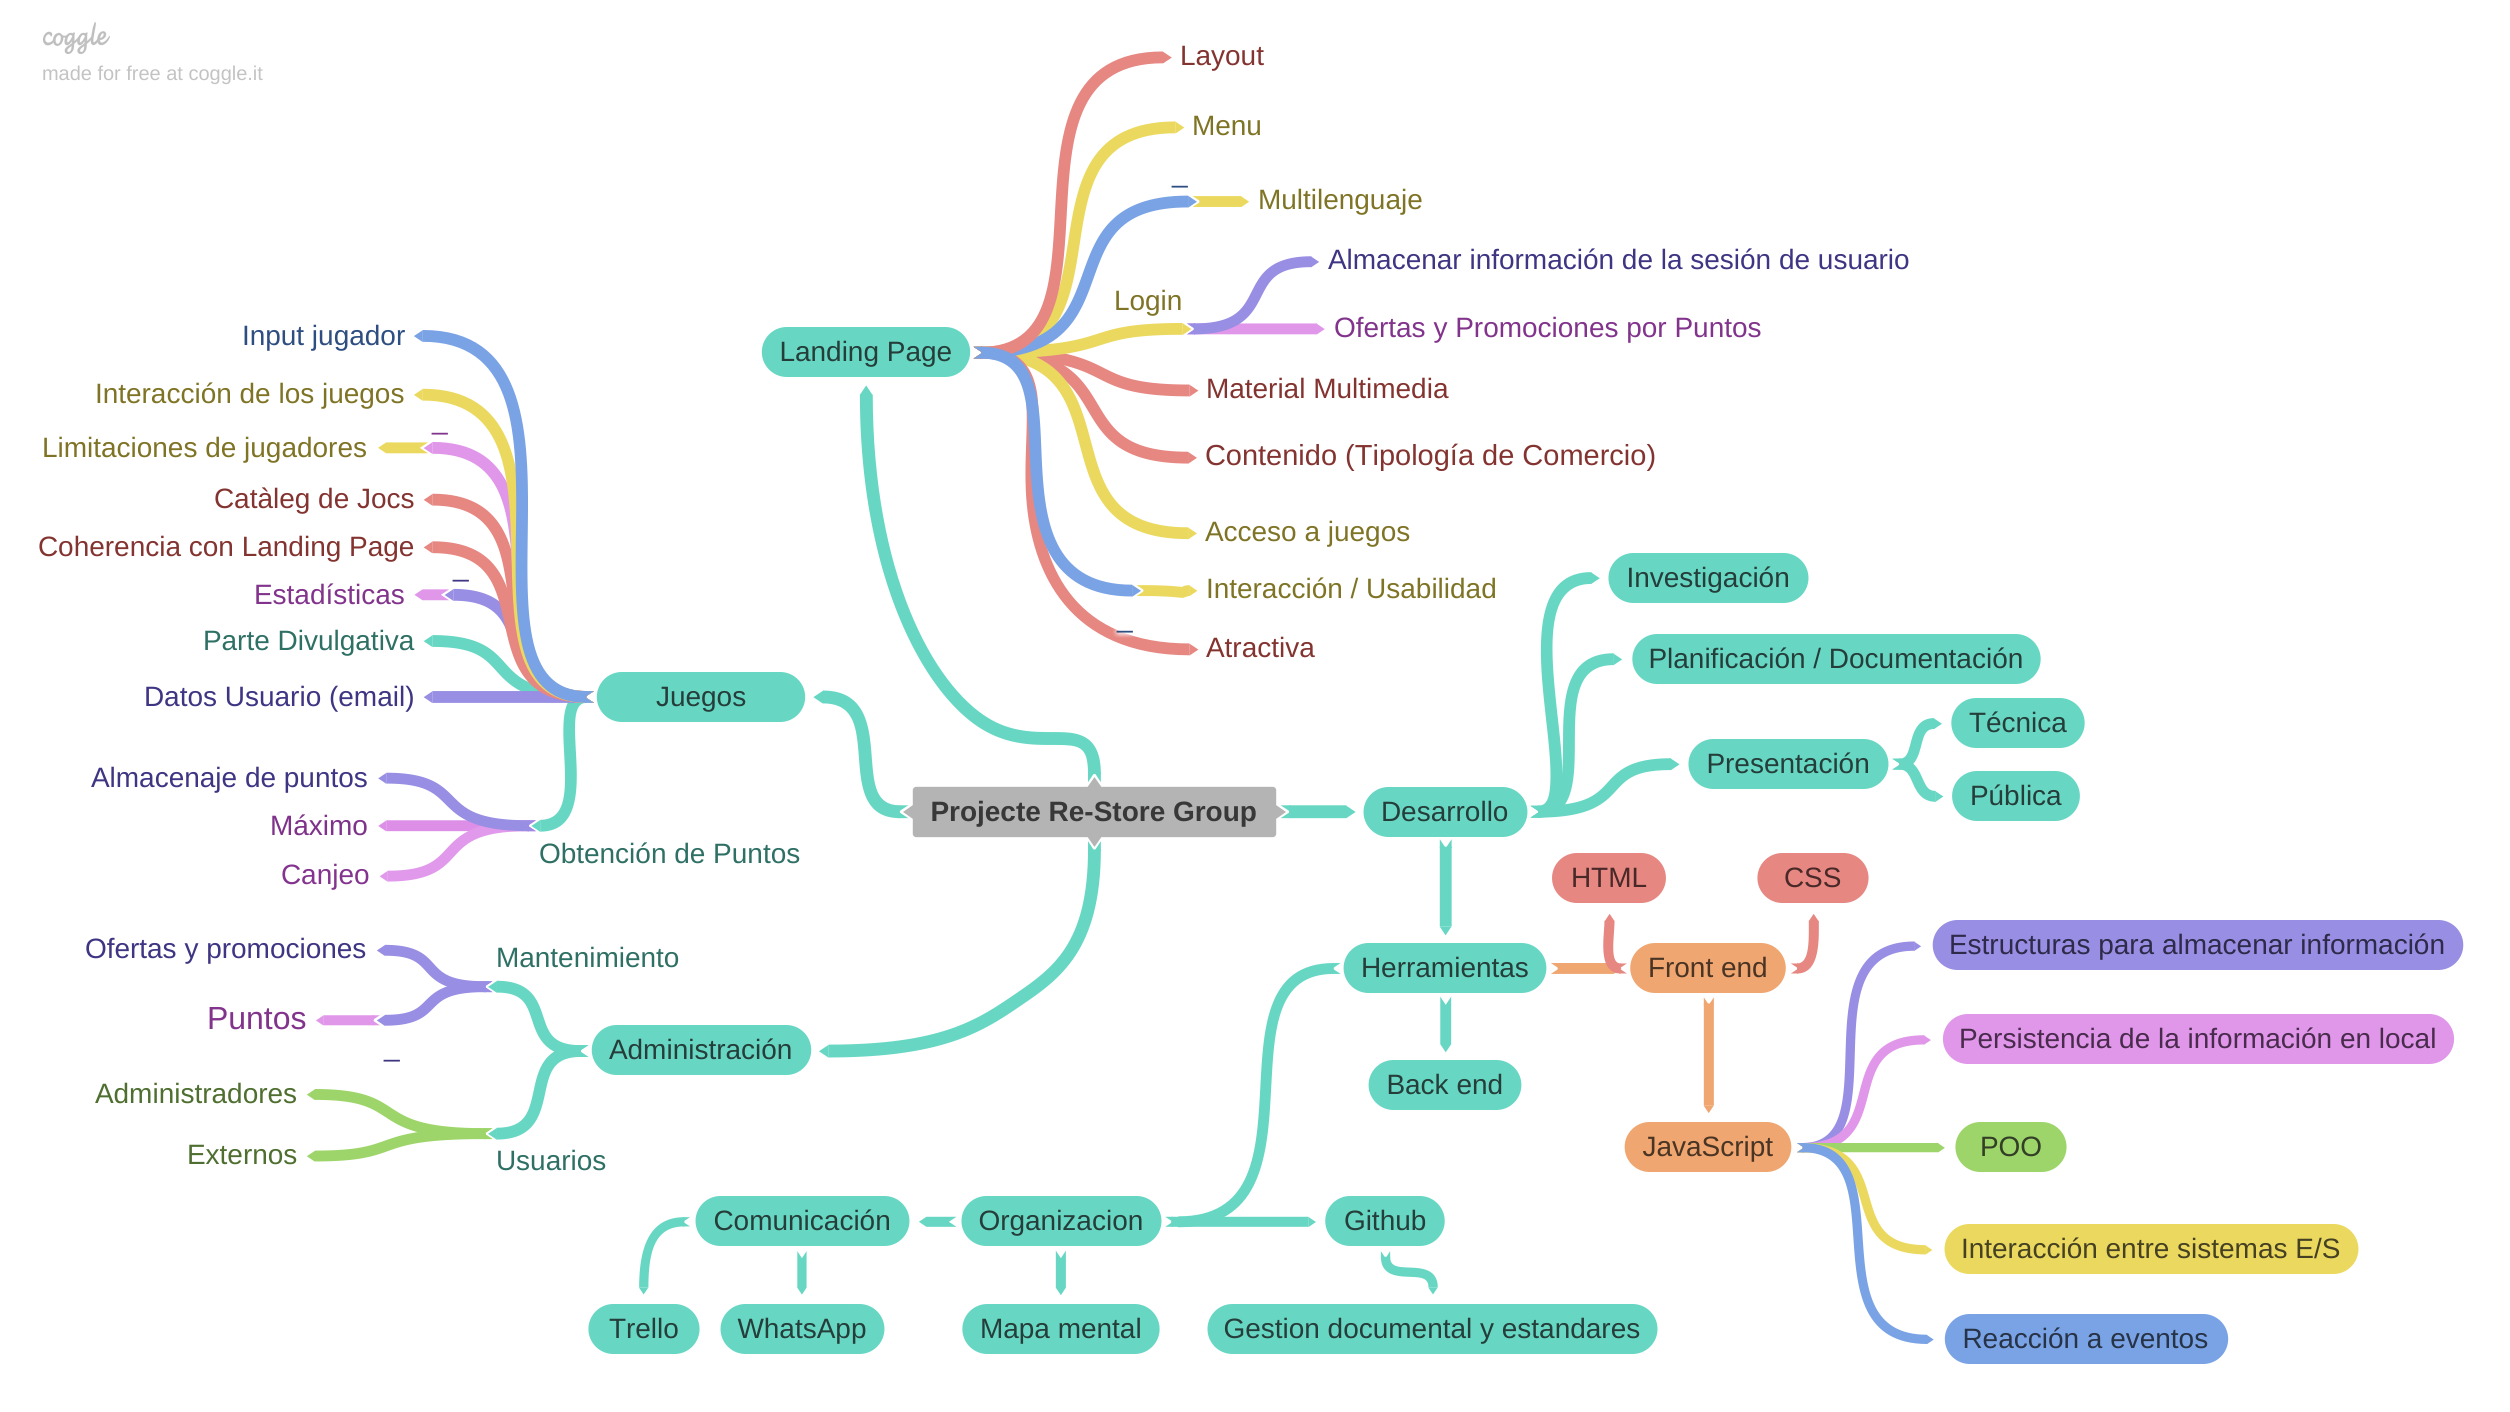 coggle
made for free at coggle.it
Layout
Menu
Multilenguaje
Almacenar información de la sesión de usuario
Login
Ofertas y Promociones por Puntos
Landing Page
Material Multimedia
Contenido (Tipología de Comercio)
Acceso a juegos
Interacción / Usabilidad
Atractiva
Input jugador
Interacción de los juegos
Limitaciones de jugadores
Catàleg de Jocs
Coherencia con Landing Page
Estadísticas
Parte Divulgativa
Datos Usuario (email)
Juegos
Almacenaje de puntos
Máximo
Canjeo
Obtención de Puntos
Projecte Re-Store Group
Desarrollo
Investigación
Planificación / Documentación
Presentación
Técnica
Pública
HTML
CSS
Herramientas
Front end
Back end
JavaScript
Estructuras para almacenar información
Persistencia de la información en local
POO
Interacción entre sistemas E/S
Reacción a eventos
Ofertas y promociones
Mantenimiento
Puntos
Administración
Administradores
Externos
Usuarios
Comunicación
Organizacion
Github
Trello
WhatsApp
Mapa mental
Gestion documental y estandares